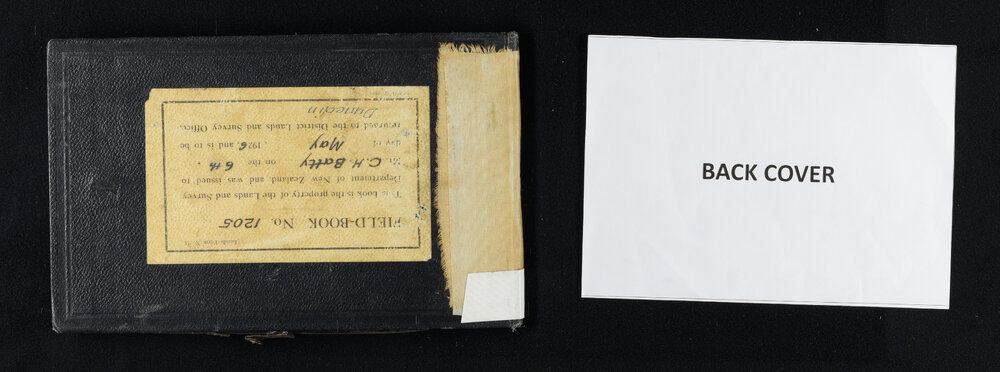 FIELD-BOOK No. 1205
This book is the property of the Lands and Survey
Department of New Zealand and was issued to
Mr. C.H. Batty on the 6th.
day of May, 1926, and is to be
returned to the District Lands and Survey Office,
Dunedin
BACK COVER